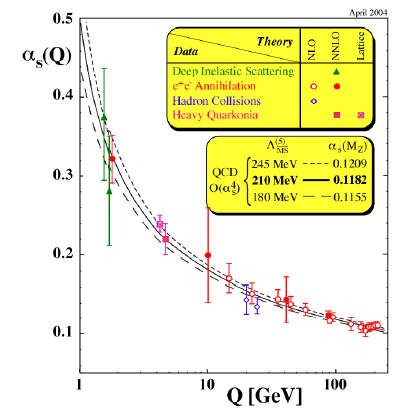 April 2004
0.5
αs(Q)
Theory
Data
NLO
NNLO
Lattice
Deep Inelastic Scattering
e+e- Annihilation
Hadron Collisions
Heavy Quarkonia
0.4
Λ(5)MS αs(MZ)
QCD
O(αs4)
245 MeV 0.1209
210 MeV 0.1182
180 MeV 0.1155
0.3
0.2
0.1
1 10 100
Q [GeV]